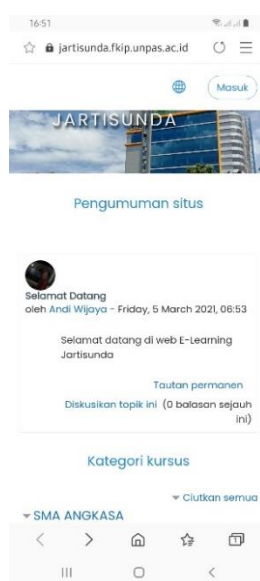 16:51
jartisunda.fkip.unpas.ac.id
Masuk
JARTISUNDA
Pengumuman situs
Selamat Datang
oleh Andi Wijaya - Friday, 5 March 2021, 06:53
Selamat datang di web E-Learning
Jartisunda
Tautan permanen
Diskusikan topik ini (0 balasan sejauh
ini)
Kategori kursus
Ciutkan semua
SMA ANGKASA
1